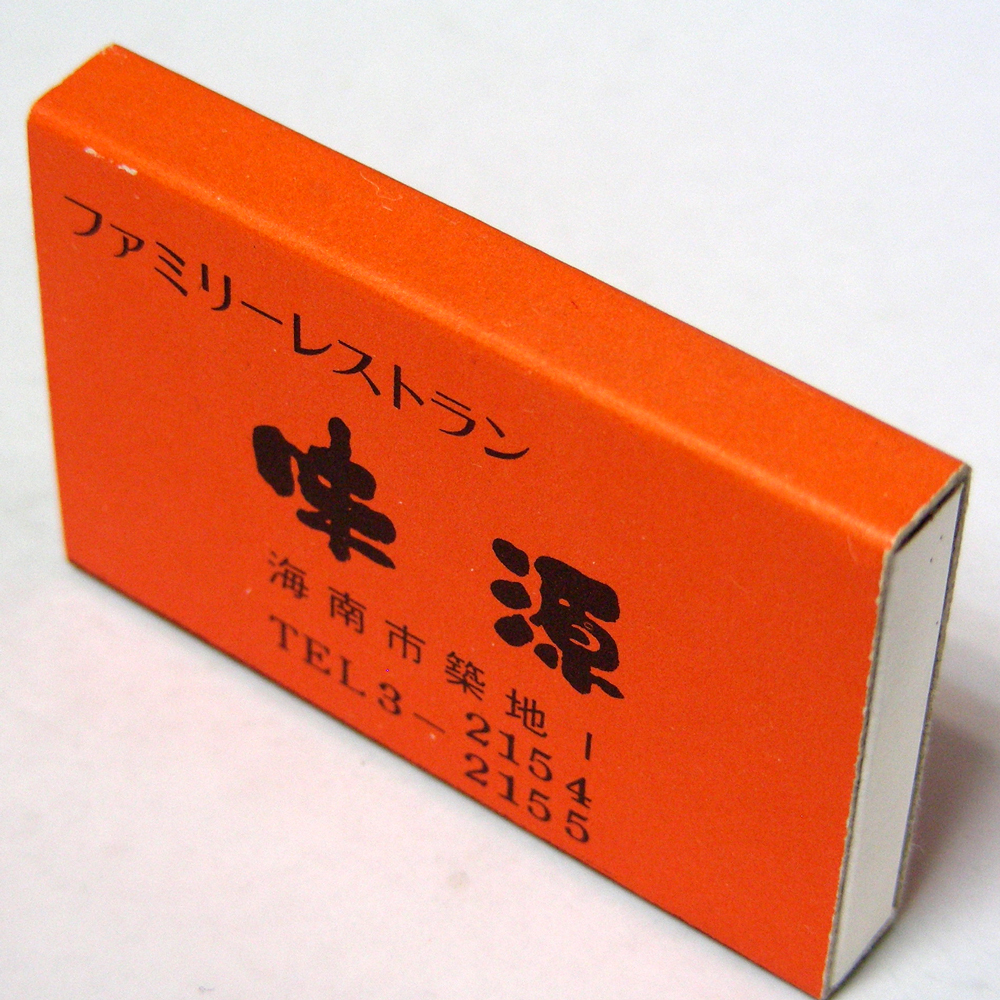 ファミリーレストラン
味源
海南市築地1
TEL3-2154
2155